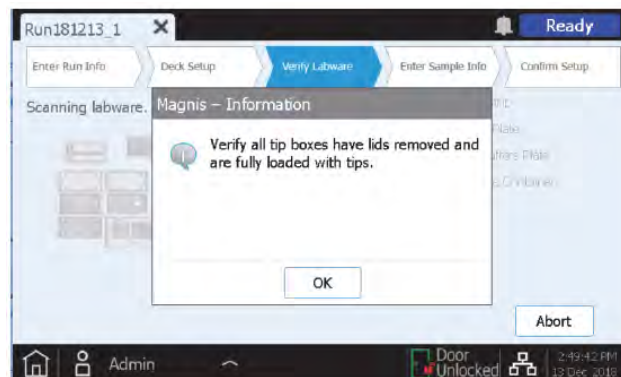 Run181213_1
Ready
Enter Run Info
Deck Setup
Verify Labware
Enter Sample Info
Confirm Setup
Scanning labware.
Magnis – Information
Verify all tip boxes have lids removed and
are fully loaded with tips.
Plate
Plate
OK
Abort
Admin
Door
Unlocked
2:49:42 PM
13 Dec 2018